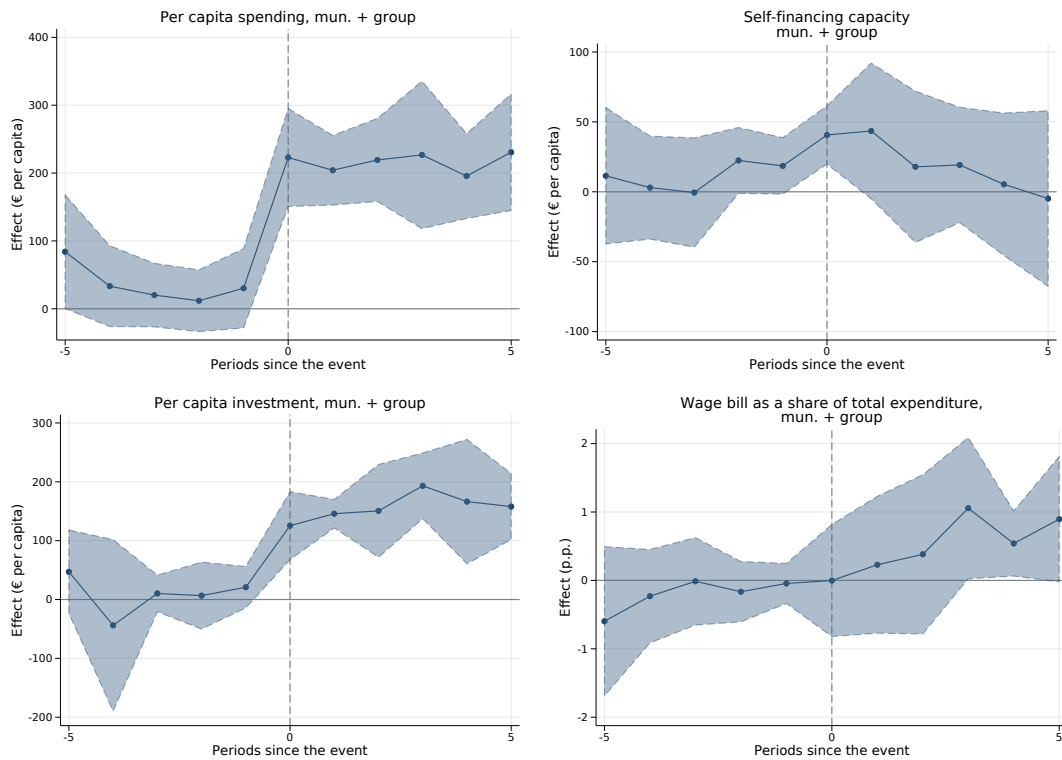 Per capita spending, mun. + group
400
300
200
100
0
Effect (€ per capita)
-5
0
5
Periods since the event
Self-financing capacity
mun. + group
100
50
0
-50
-100
Effect (€ per capita)
-5
0
5
Periods since the event
Per capita investment, mun. + group
300
200
100
0
-100
-200
Effect (€ per capita)
-5
0
5
Periods since the event
Wage bill as a share of total expenditure,
mun. + group
2
1
0
-1
-2
Effect (p.p.)
-5
0
5
Periods since the event